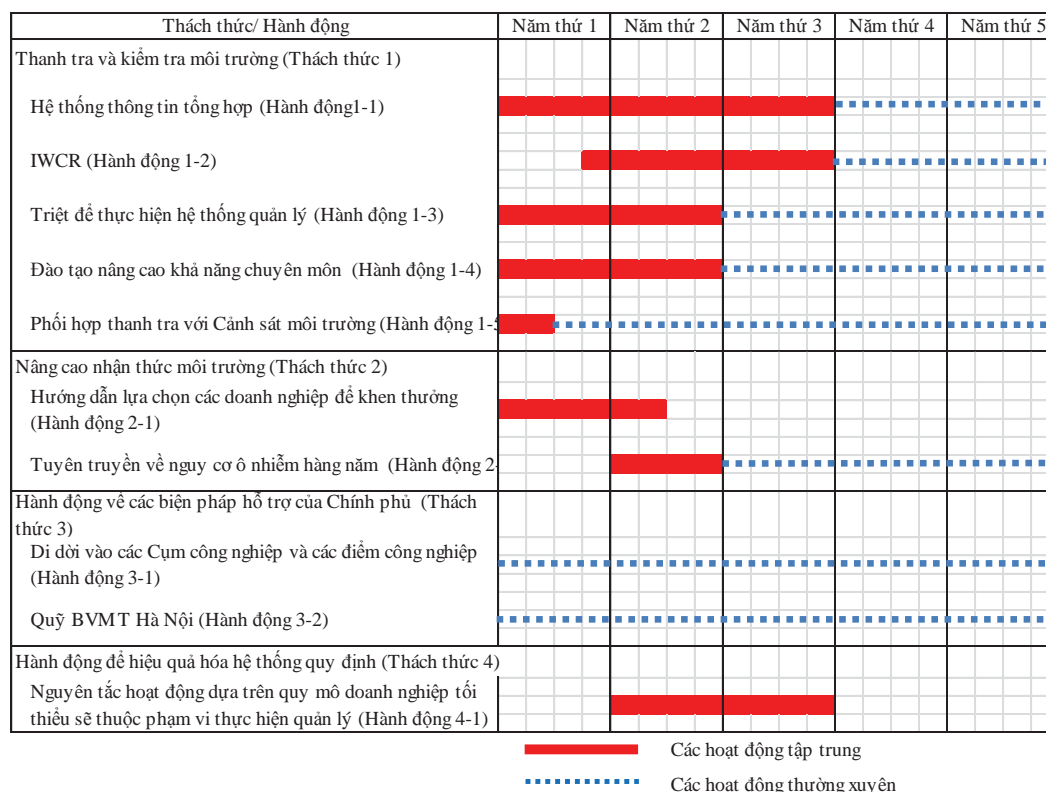 Thách thức/ Hành động Năm thứ 1 Năm thứ 2 Năm thứ 3 Năm thứ 4 Năm thứ 5
Thanh tra và kiểm tra môi trường (Thách thức 1)
Hệ thống thông tin tổng hợp (Hành động1-1)
IWCR (Hành động 1-2)
Triệt để thực hiện hệ thống quản lý (Hành động 1-3)
Đào tạo nâng cao khả năng chuyên môn (Hành động 1-4)
Phối hợp thanh tra với Cảnh sát môi trường (Hành động 1-5
Nâng cao nhận thức môi trường (Thách thức 2)
Hướng dẫn lựa chọn các doanh nghiệp để khen thưởng
(Hành động 2-1)
Tuyên truyền về nguy cơ ô nhiễm hàng năm (Hành động 2-
Hành động về các biện pháp hỗ trợ của Chính phủ (Thách
thức 3)
Di dời vào các Cụm công nghiệp và các điểm công nghiệp
(Hành động 3-1)
Quỹ BVMT Hà Nội (Hành động 3-2)
Hành động để hiệu quả hóa hệ thống quy định (Thách thức 4)
Nguyên tắc hoạt động dựa trên quy mô doanh nghiệp tối
thiểu sẽ thuộc phạm vi thực hiện quản lý (Hành động 4-1)
Các hoạt động tập trung
Các hoạt động thường xuyên